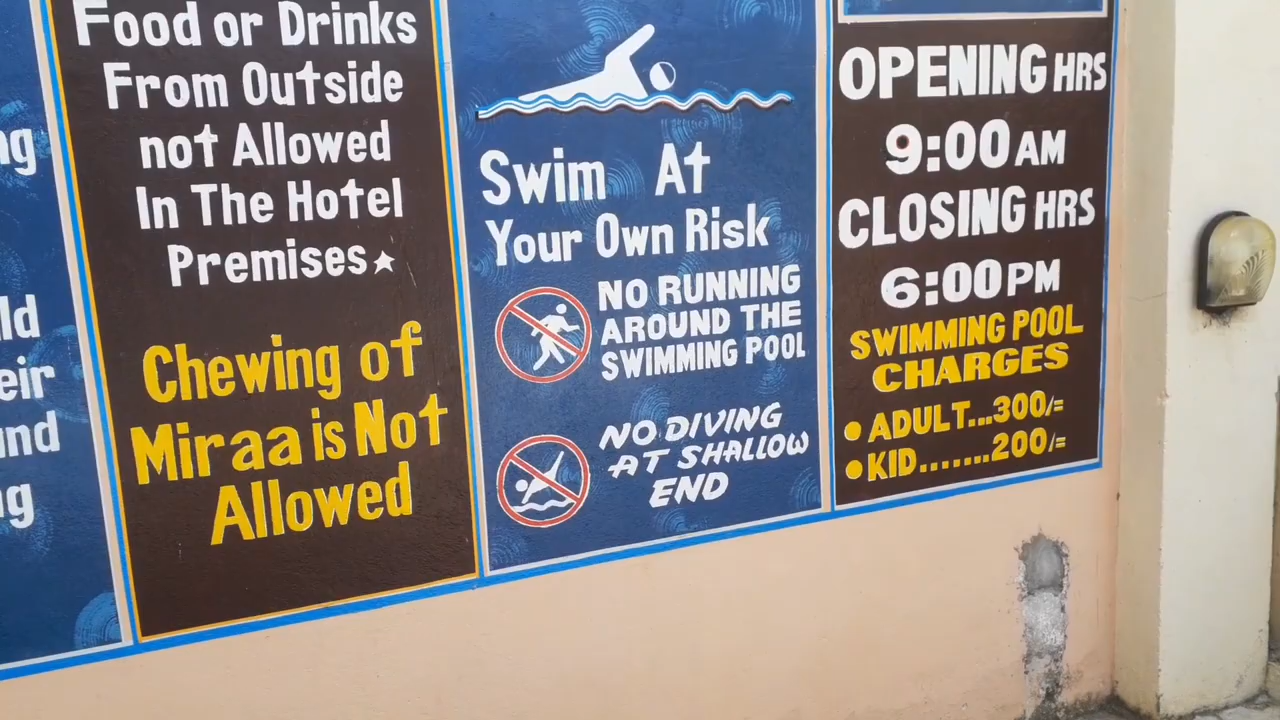 Food or Drinks
From Outside
not Allowed
In The Hotel
Premises★
Chewing of
Miraa is Not
Allowed
Swim At
Your Own Risk
NO RUNNING
AROUND THE
SWIMMING POOL
NO DIVING
AT SHALLOW
END
OPENING HRS
9:00 AM
CLOSING HRS
6:00 PM
SWIMMING POOL
CHARGES
• ADULT...300/=
• KID.......200/=